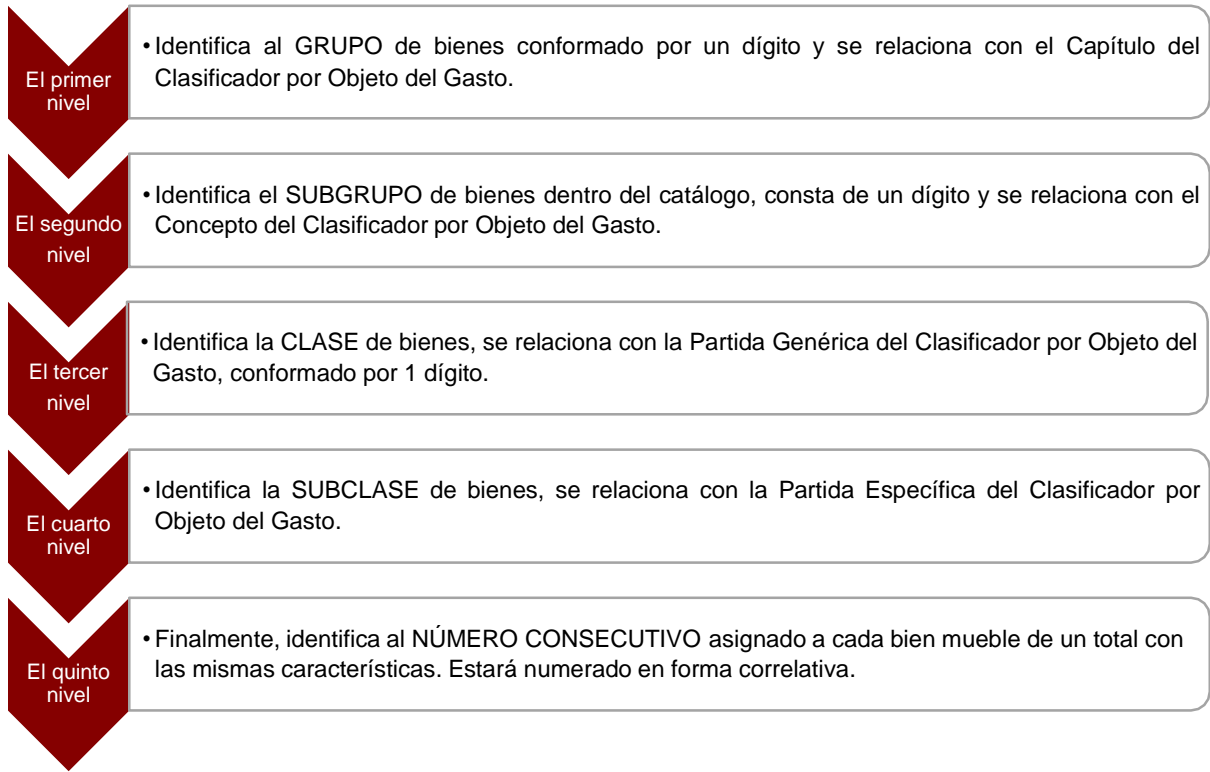 El primer
nivel
• Identifica al GRUPO de bienes conformado por un dígito y se relaciona con el Capítulo del
Clasificador por Objeto del Gasto.
El segundo
nivel
• Identifica el SUBGRUPO de bienes dentro del catálogo, consta de un dígito y se relaciona con el
Concepto del Clasificador por Objeto del Gasto.
El tercer
nivel
• Identifica la CLASE de bienes, se relaciona con la Partida Genérica del Clasificador por Objeto del
Gasto, conformado por 1 dígito.
El cuarto
nivel
• Identifica la SUBCLASE de bienes, se relaciona con la Partida Específica del Clasificador por
Objeto del Gasto.
El quinto
nivel
• Finalmente, identifica al NÚMERO CONSECUTIVO asignado a cada bien mueble de un total con
las mismas características. Estará numerado en forma correlativa.